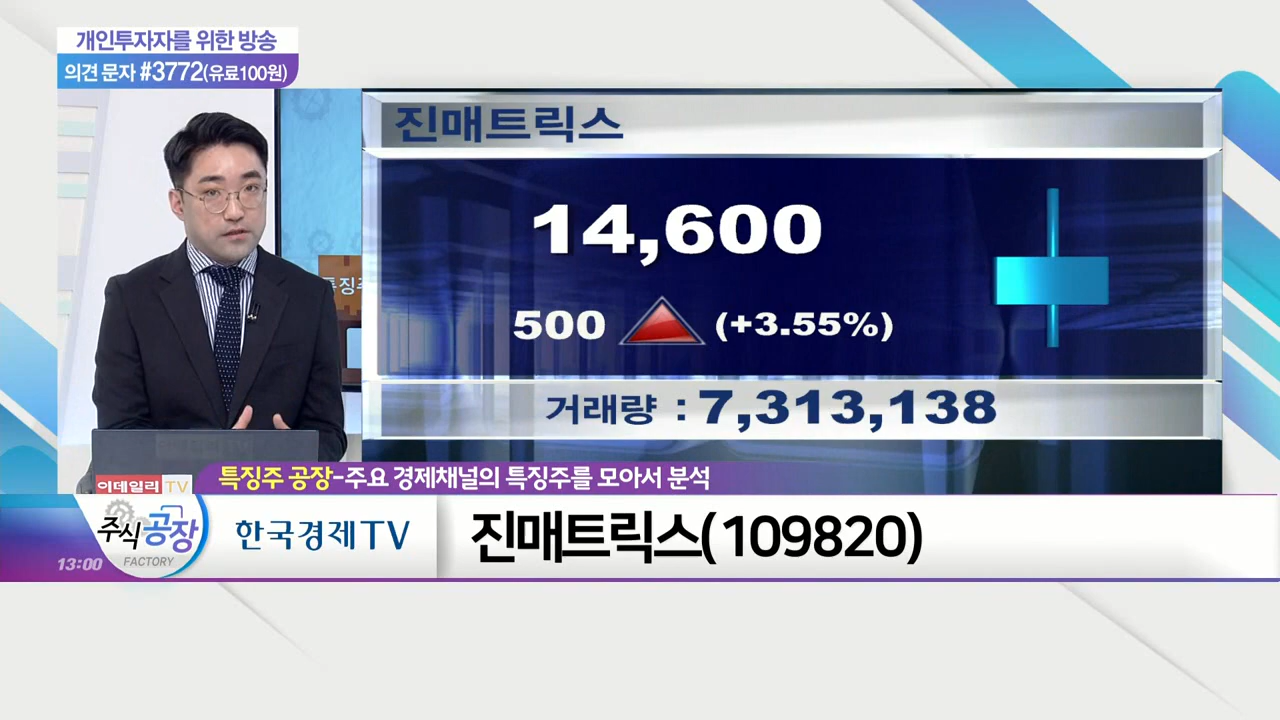 개인투자자를 위한 방송
의견 문자 #3772(유료100원)
진매트릭스
14,600
500 (+3.55%)
거래량 : 7,313,138
특징주 공장-주요 경제채널의 특징주를 모아서 분석
이데일리 TV
주식공장
FACTORY
13:00
한국경제TV
진매트릭스(109820)